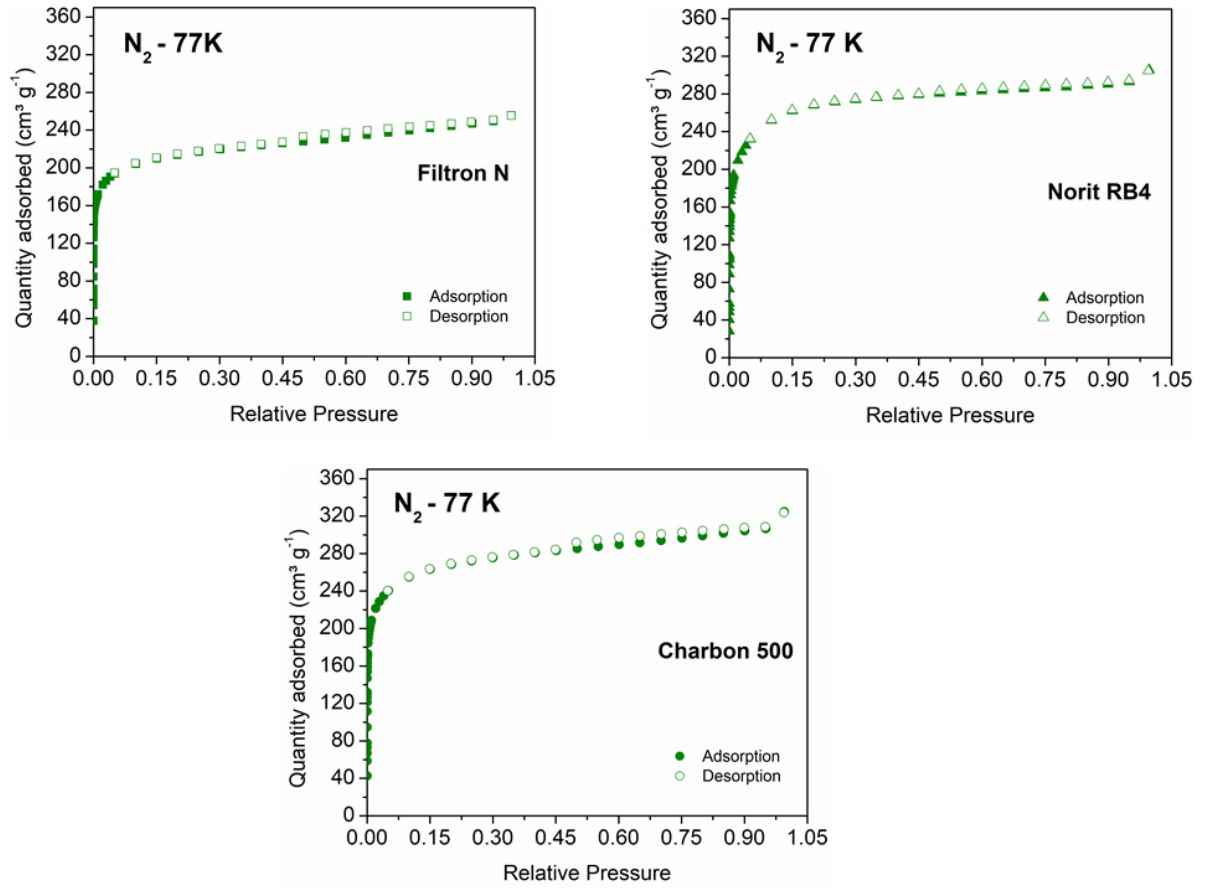 N2 - 77K
Quantity adsorbed (cm³ g-1)
360
320
280
240
200
160
120
80
40
0
Filtron N
Adsorption
Desorption
0.00 0.15 0.30 0.45 0.60 0.75 0.90 1.05
Relative Pressure
N2 - 77 K
Quantity adsorbed (cm³ g-1)
360
320
280
240
200
160
120
80
40
0
Norit RB4
Adsorption
Desorption
0.00 0.15 0.30 0.45 0.60 0.75 0.90 1.05
Relative Pressure
N2 - 77 K
Quantity adsorbed (cm³ g-1)
360
320
280
240
200
160
120
80
40
0
Charbon 500
Adsorption
Desorption
0.00 0.15 0.30 0.45 0.60 0.75 0.90 1.05
Relative Pressure